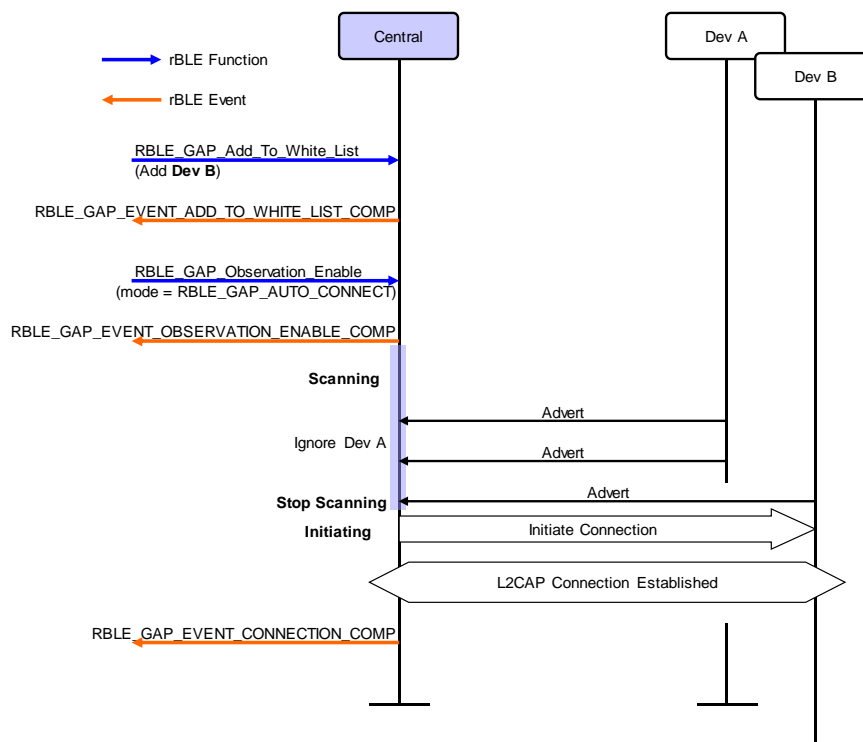 Central
Dev A
Dev B
rBLE Function
rBLE Event
RBLE_GAP_Add_To_White_List
(Add Dev B)
RBLE_GAP_EVENT_ADD_TO_WHITE_LIST_COMP
RBLE_GAP_Observation_Enable
(mode = RBLE_GAP_AUTO_CONNECT)
RBLE_GAP_EVENT_OBSERVATION_ENABLE_COMP
Scanning
Advert
Ignore Dev A
Advert
Advert
Stop Scanning
Initiating
Initiate Connection
L2CAP Connection Established
RBLE_GAP_EVENT_CONNECTION_COMP